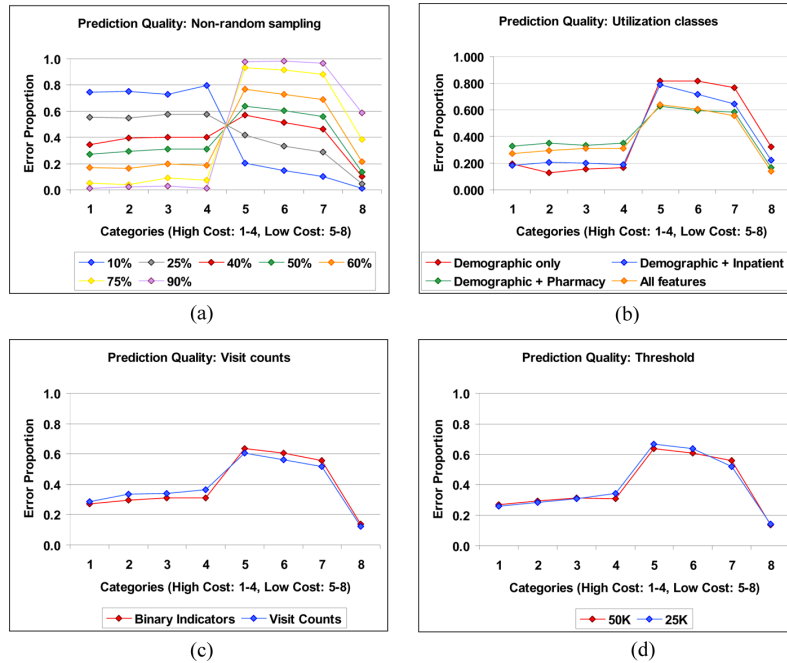 Prediction Quality: Non-random sampling
Error Proportion
1.0
0.8
0.6
0.4
0.2
0.0
1 2 3 4 5 6 7 8
Categories (High Cost: 1-4, Low Cost: 5-8)
10% 25% 40% 50% 60%
75% 90%
(a)
Prediction Quality: Utilization classes
Error Proportion
1.000
0.800
0.600
0.400
0.200
0.000
1 2 3 4 5 6 7 8
Categories (High Cost: 1-4, Low Cost: 5-8)
Demographic only Demographic + Inpatient
Demographic + Pharmacy All features
(b)
Prediction Quality: Visit counts
Error Proportion
1.0
0.8
0.6
0.4
0.2
0.0
1 2 3 4 5 6 7 8
Categories (High Cost: 1-4, Low Cost: 5-8)
Binary Indicators Visit Counts
(c)
Prediction Quality: Threshold
Error Proportion
1.0
0.8
0.6
0.4
0.2
0.0
1 2 3 4 5 6 7 8
Categories (High Cost: 1-4, Low Cost: 5-8)
50K 25K
(d)